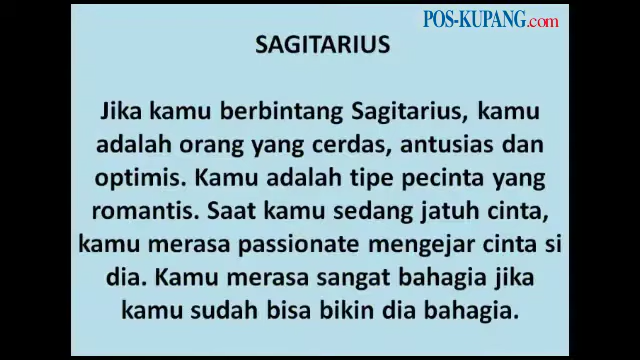 POS-KUPANG.com
SAGITARIUS
Jika kamu berbintang Sagitarius, kamu
adalah orang yang cerdas, antusias dan
optimis. Kamu adalah tipe pecinta yang
romantis. Saat kamu sedang jatuh cinta,
kamu merasa passionate mengejar cinta si
dia. Kamu merasa sangat bahagia jika
kamu sudah bisa bikin dia bahagia.